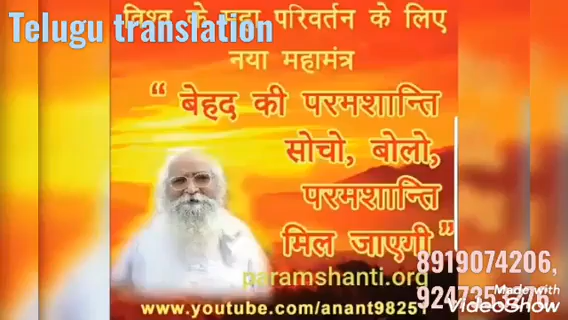 Telugu translation
विश्व के महा परिवर्तन के लिए
नया महामंत्र
“ बेहद की परमशान्ति
सोचो, बोलो,
परमशान्ति
मिल जाएगी”
paramshanti.org
8919074206,
www.youtube.com/anant98251
Made with
VideoShow